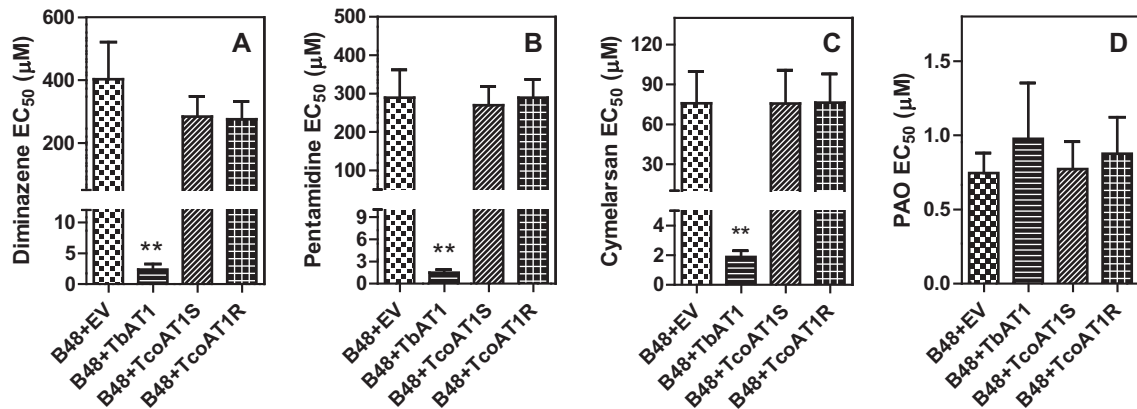 A
Diminazene EC50 (µM)
600
400
200
10
5
0
B48+EV
B48+TbAT1
B48+TcoAT1S
B48+TcoAT1R
**
B
Pentamidine EC50 (µM)
500
400
300
200
100
9
6
3
0
B48+EV
B48+TbAT1
B48+TcoAT1S
B48+TcoAT1R
**
C
Cymelarsan EC50 (µM)
120
90
60
30
4
2
0
B48+EV
B48+TbAT1
B48+TcoAT1S
B48+TcoAT1R
**
D
PAO EC50 (µM)
1.5
1.0
0.5
0.0
B48+EV
B48+TbAT1
B48+TcoAT1S
B48+TcoAT1R